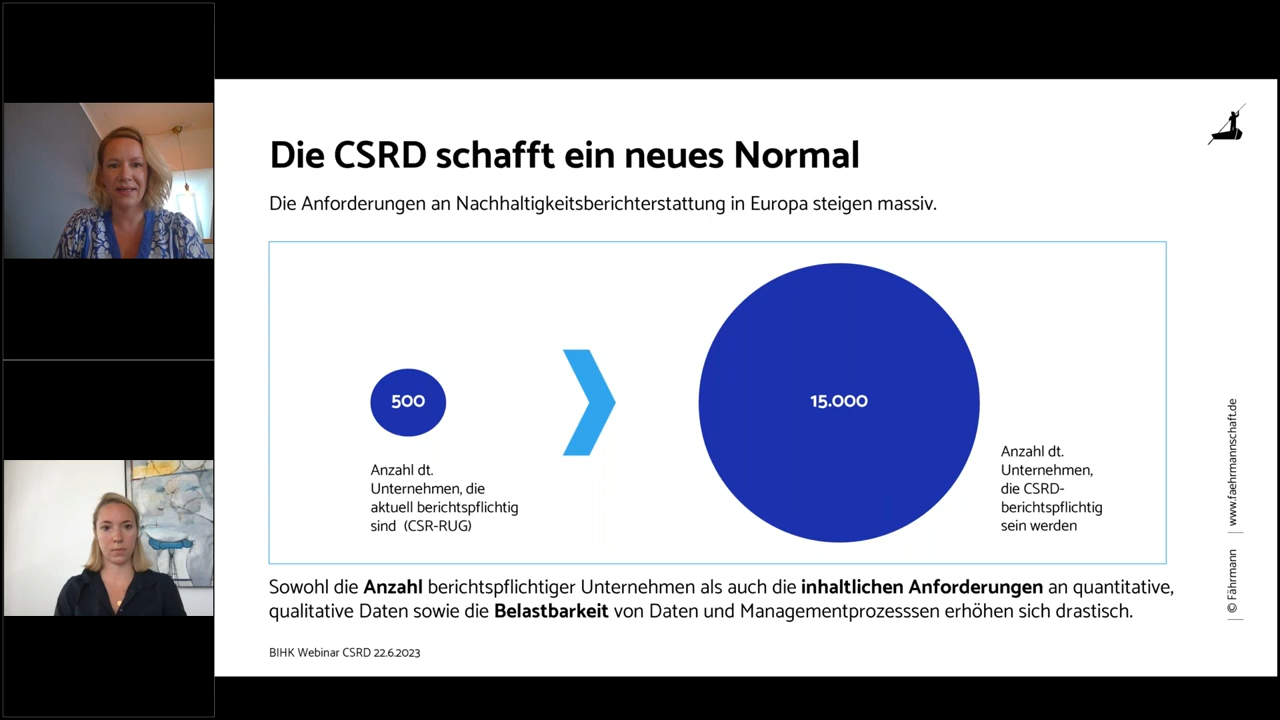 Die CSRD schafft ein neues Normal
Die Anforderungen an Nachhaltigkeitsberichterstattung in Europa steigen massiv.
500
Anzahl dt.
Unternehmen, die
aktuell berichtspflichtig
sind (CSR-RUG)
15.000
Anzahl dt.
Unternehmen,
die CSRD-
berichtspflichtig
sein werden
Sowohl die Anzahl berichtspflichtiger Unternehmen als auch die inhaltlichen Anforderungen an quantitative,
qualitative Daten sowie die Belastbarkeit von Daten und Managementprozesssen erhöhen sich drastisch.
BIHK Webinar CSRD 22.6.2023
| © Fährmann | www.faehrmannschaft.de